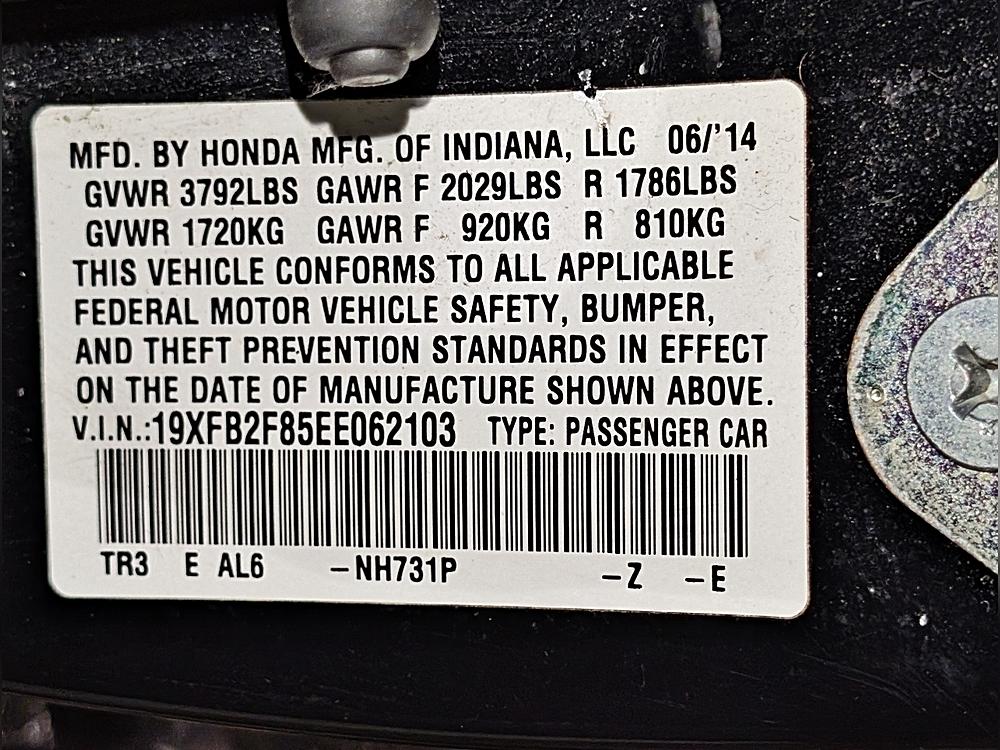 MFD. BY HONDA MFG. OF INDIANA, LLC 06/'14
GVWR 3792LBS GAWR F 2029LBS R 1786LBS
GVWR 1720KG GAWR F 920KG R 810KG
THIS VEHICLE CONFORMS TO ALL APPLICABLE
FEDERAL MOTOR VEHICLE SAFETY, BUMPER,
AND THEFT PREVENTION STANDARDS IN EFFECT
ON THE DATE OF MANUFACTURE SHOWN ABOVE.
V.I.N.:19XFB2F85EE062103 TYPE: PASSENGER CAR
TR3 E AL6 –NH731P –Z –E